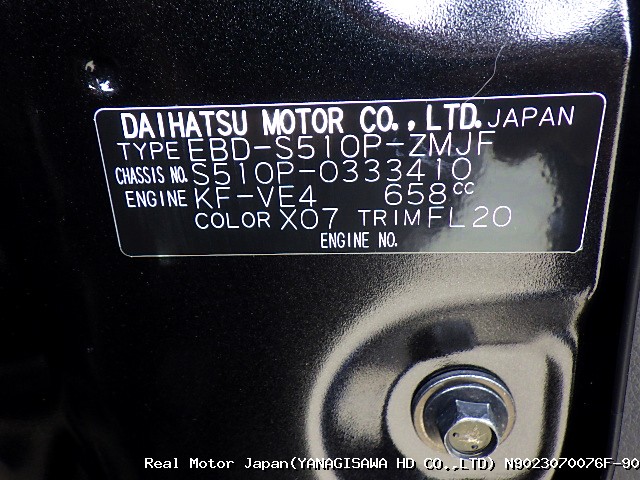 DAIHATSU MOTOR CO.,LTD. JAPAN
TYPE EBD-S510P-ZMJF
CHASSIS NO. S510P-0333410
ENGINE KF-VE4 658cc
COLOR X07 TRIM FL20
ENGINE NO.
Real Motor Japan(YANAGISAWA HD CO.,LTD) N9023070076F-90